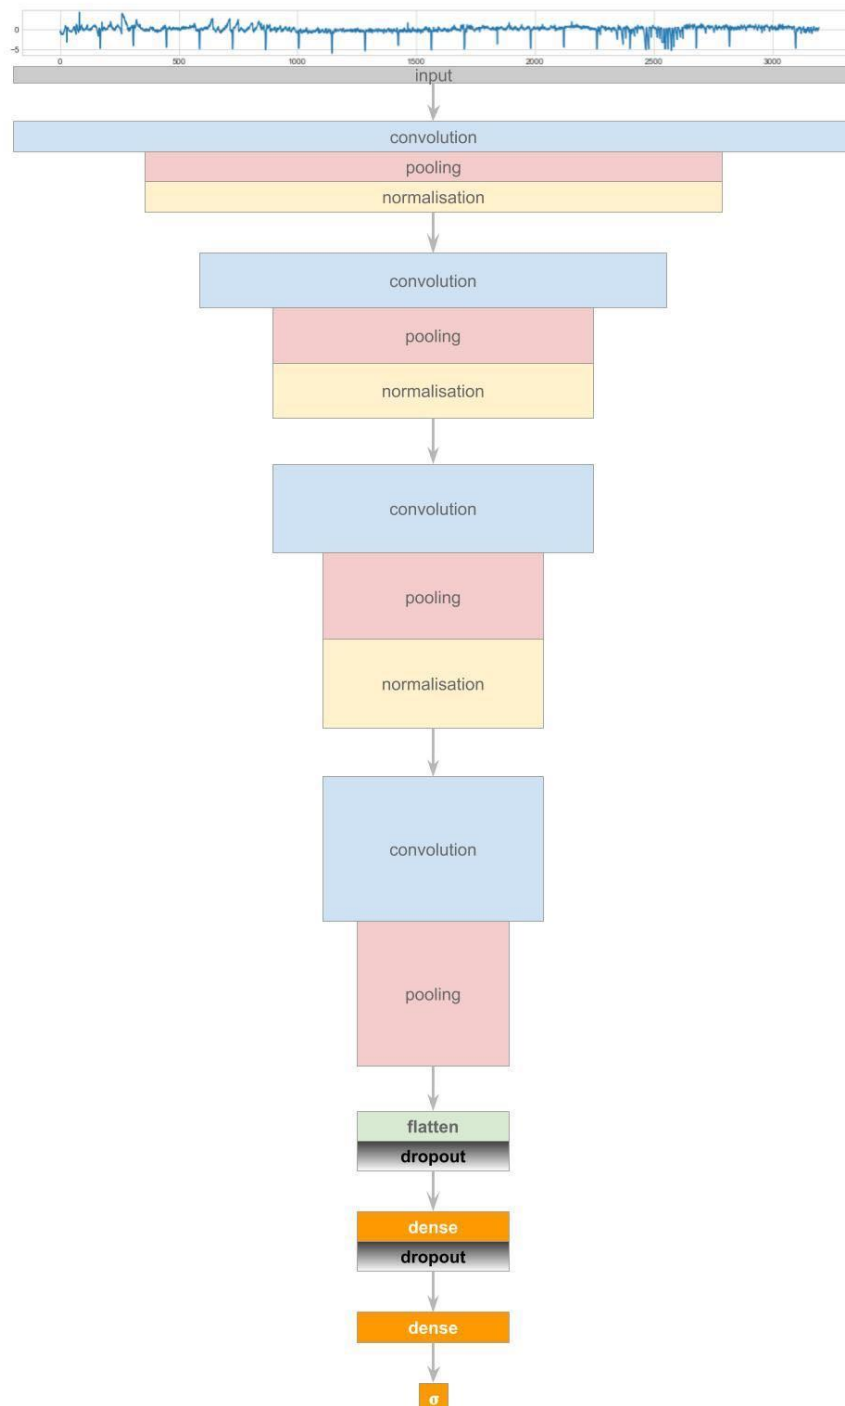 0
-5
0 500 1000 1500 2000 2500 3000
input
convolution
pooling
normalisation
convolution
pooling
normalisation
convolution
pooling
normalisation
convolution
pooling
flatten
dropout
dense
dropout
dense
σ